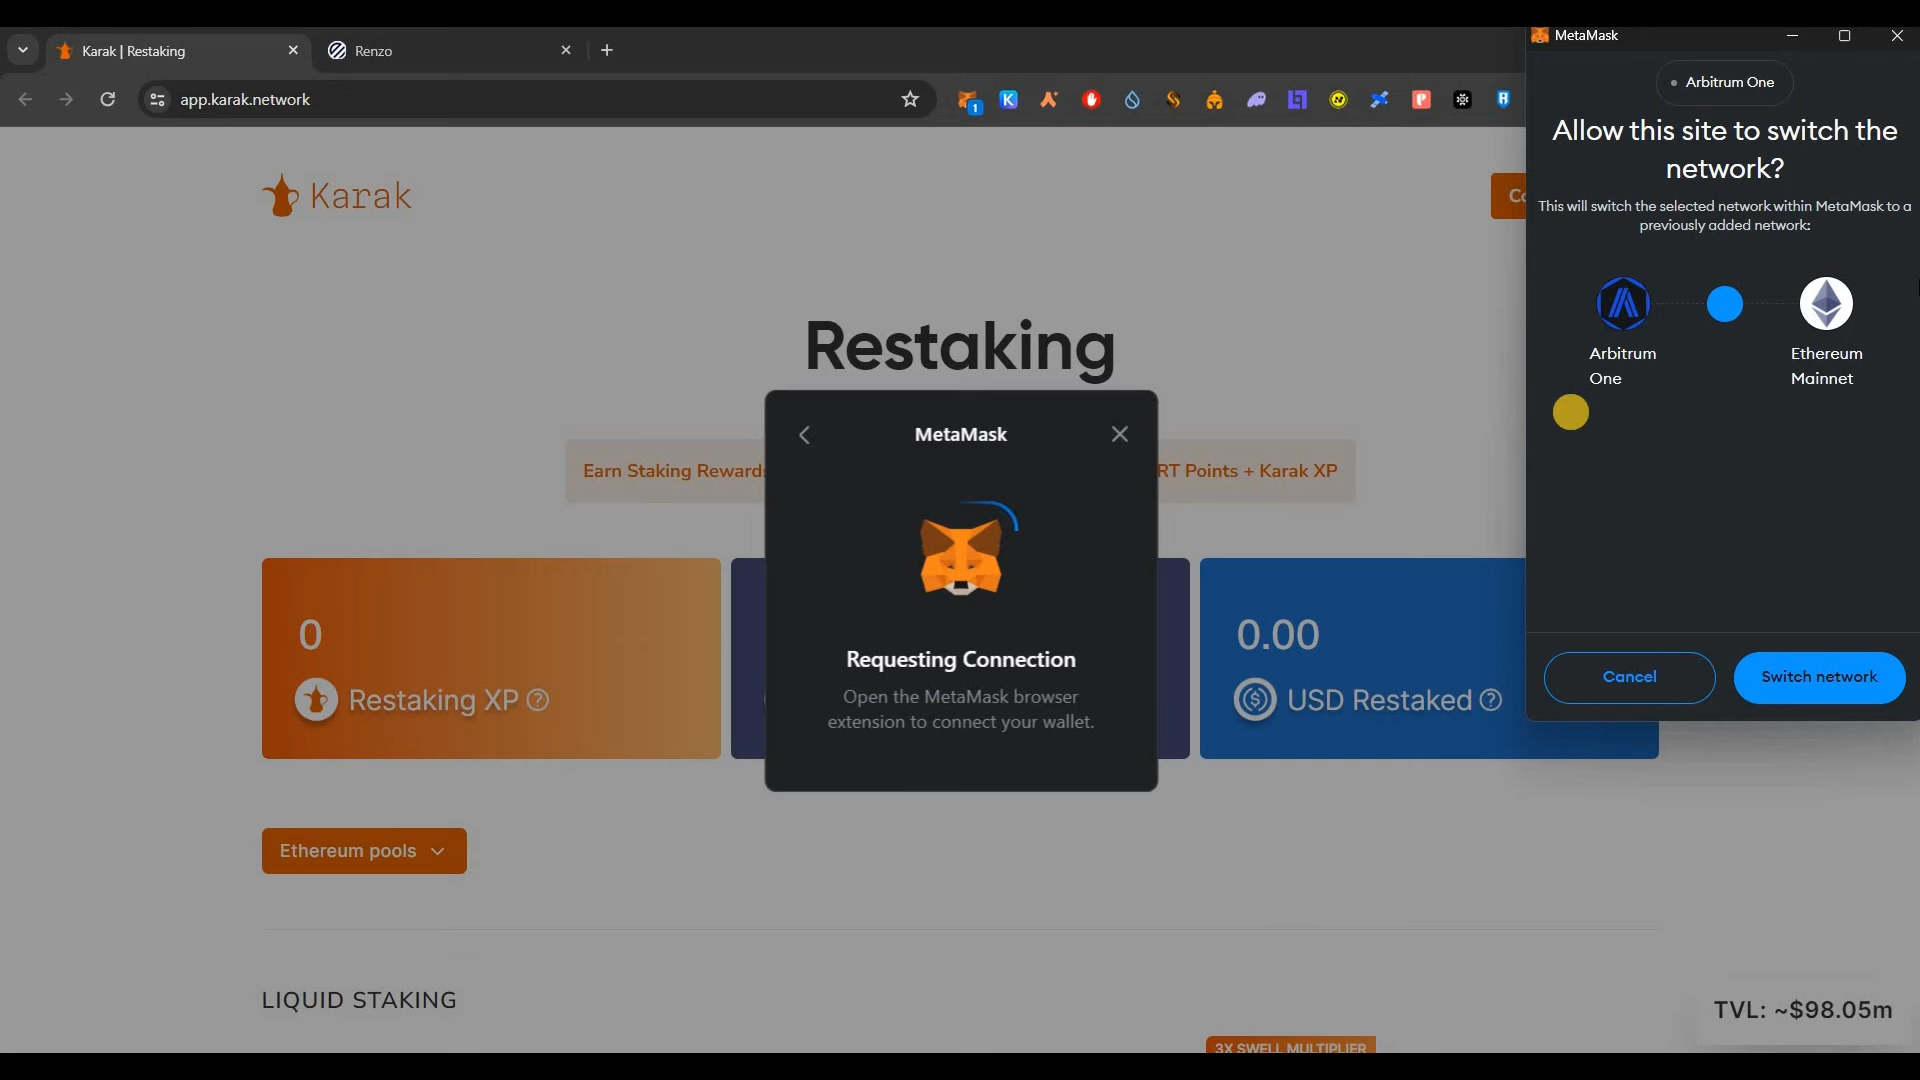 Karak | Restaking
Renzo
MetaMask
app.karak.network
1
Arbitrum One
Allow this site to switch the
network?
This will switch the selected network within MetaMask to a
previously added network:
Arbitrum
One
Ethereum
Mainnet
Cancel
Switch network
Karak
Restaking
Earn Staking Rewards
RT Points + Karak XP
MetaMask
Requesting Connection
Open the MetaMask browser
extension to connect your wallet.
0
Restaking XP
0.00
USD Restaked
Ethereum pools
LIQUID STAKING
TVL: ~$98.05m
3X SWELL MULTIPLIER